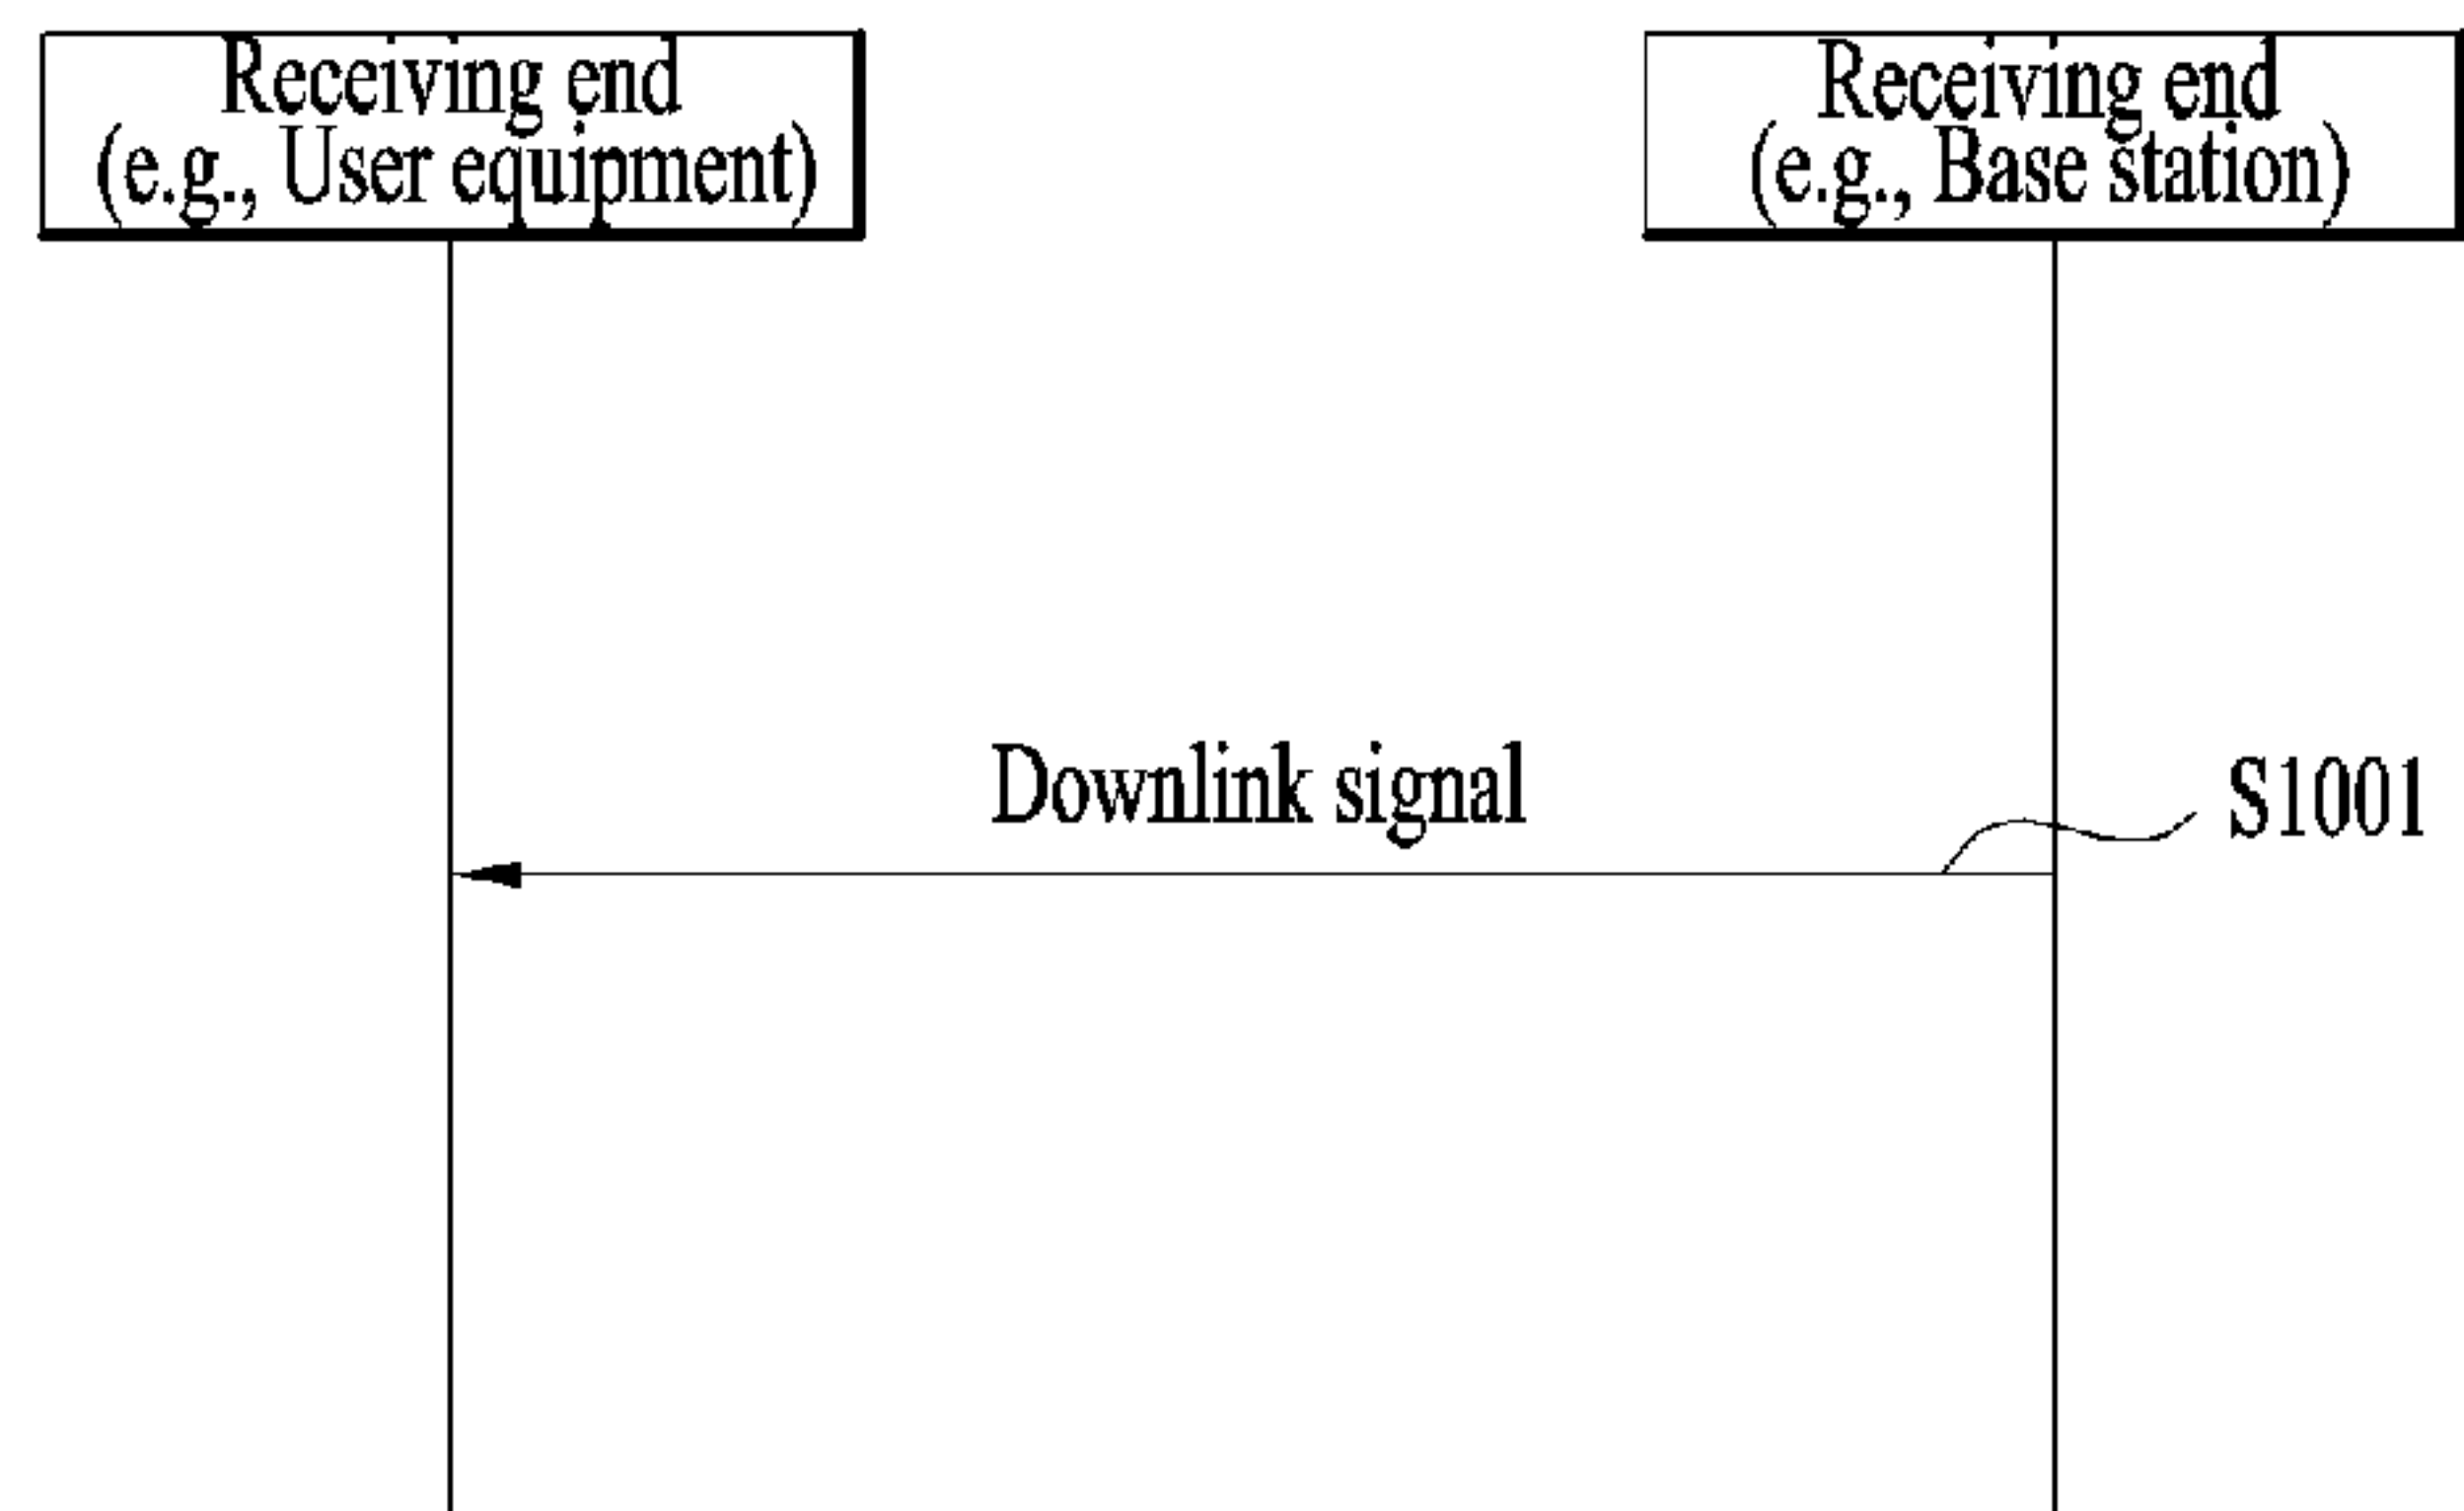 Receiving end
(e.g., User equipment)
Receiving end
(e.g., Base station)
Downlink signal
S1001